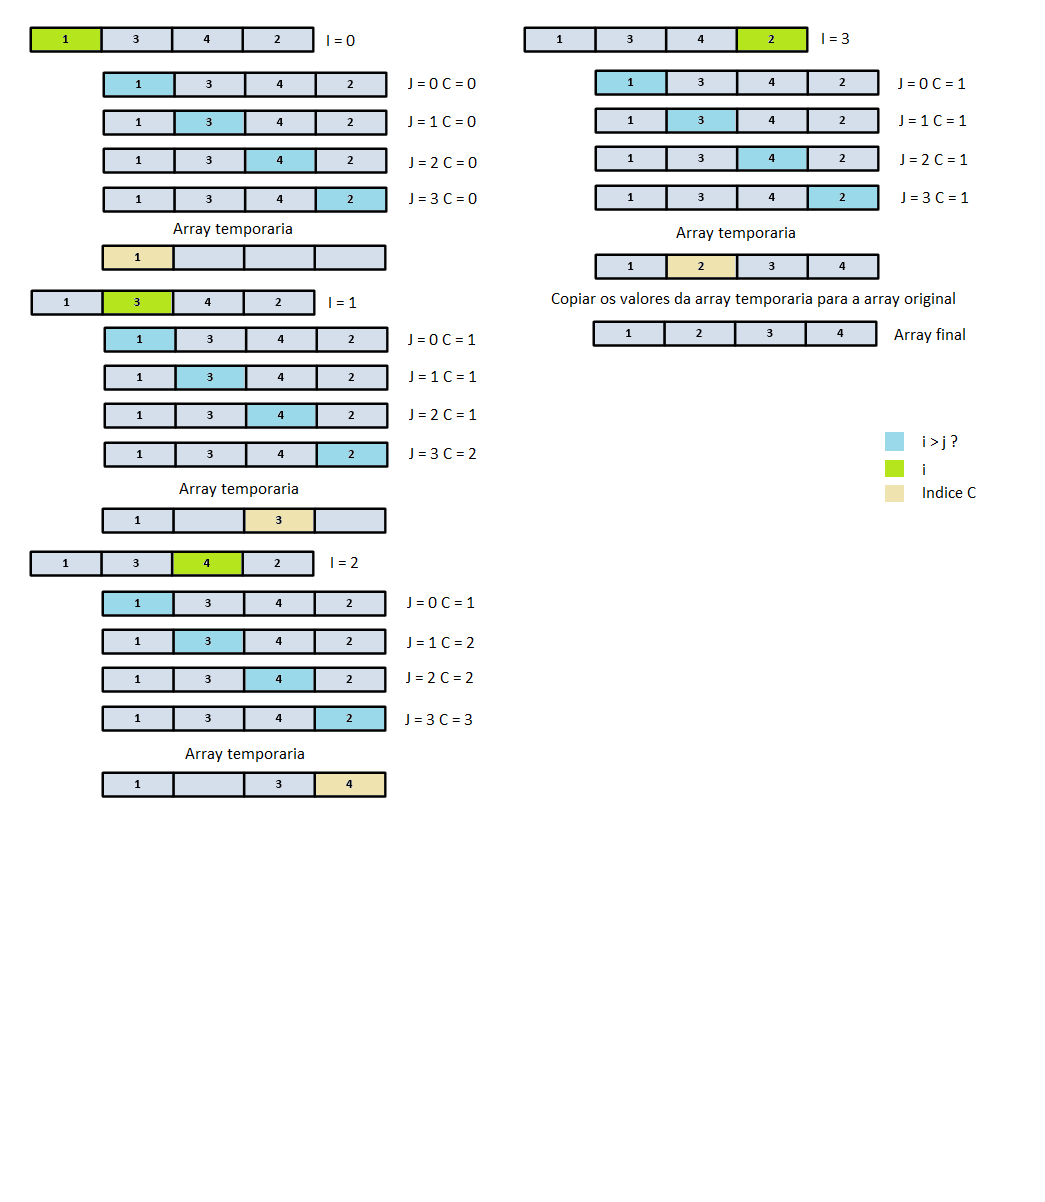 1 3 4 2 I = 0
1 3 4 2 J = 0 C = 0
1 3 4 2 J = 1 C = 0
1 3 4 2 J = 2 C = 0
1 3 4 2 J = 3 C = 0
Array temporaria
1
1 3 4 2 I = 1
1 3 4 2 J = 0 C = 1
1 3 4 2 J = 1 C = 1
1 3 4 2 J = 2 C = 1
1 3 4 2 J = 3 C = 2
Array temporaria
1 3
1 3 4 2 I = 2
1 3 4 2 J = 0 C = 1
1 3 4 2 J = 1 C = 2
1 3 4 2 J = 2 C = 2
1 3 4 2 J = 3 C = 3
Array temporaria
1 3 4
1 3 4 2 I = 3
1 3 4 2 J = 0 C = 1
1 3 4 2 J = 1 C = 1
1 3 4 2 J = 2 C = 1
1 3 4 2 J = 3 C = 1
Array temporaria
1 2 3 4
Copiar os valores da array temporaria para a array original
1 2 3 4 Array final
i > j ?
i
Indice C